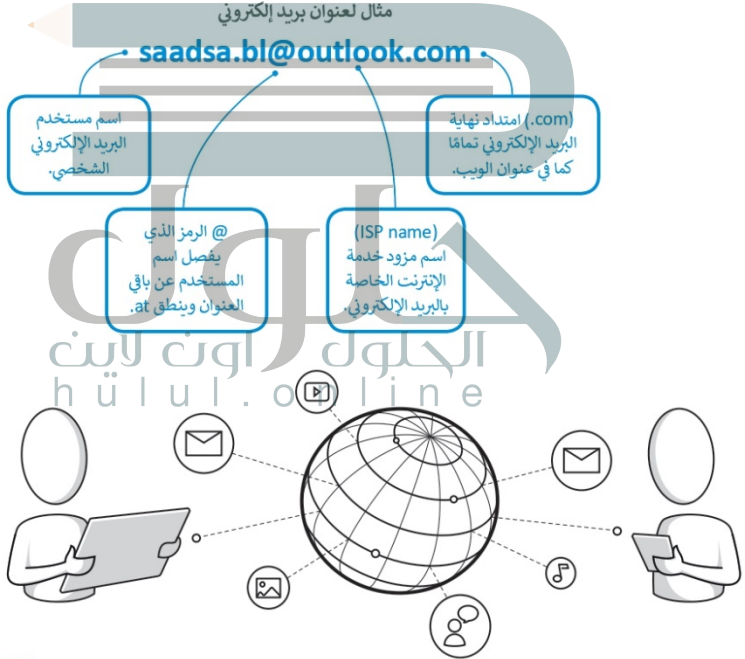 مثال لعنوان بريد إلكتروني
saadsa.bl@outlook.com
(.com) امتداد نهاية
البريد الإلكتروني تمامًا
كما في عنوان الويب.
اسم مستخدم
البريد الإلكتروني
الشخصي.
(ISP name)
اسم مزود خدمة
الإنترنت الخاصة
بالبريد الإلكتروني.
@ الرمز الذي
يفصل اسم
المستخدم عن باقي
العنوان وينطق at.
حلول
الحلول اون لاين
hulul.online